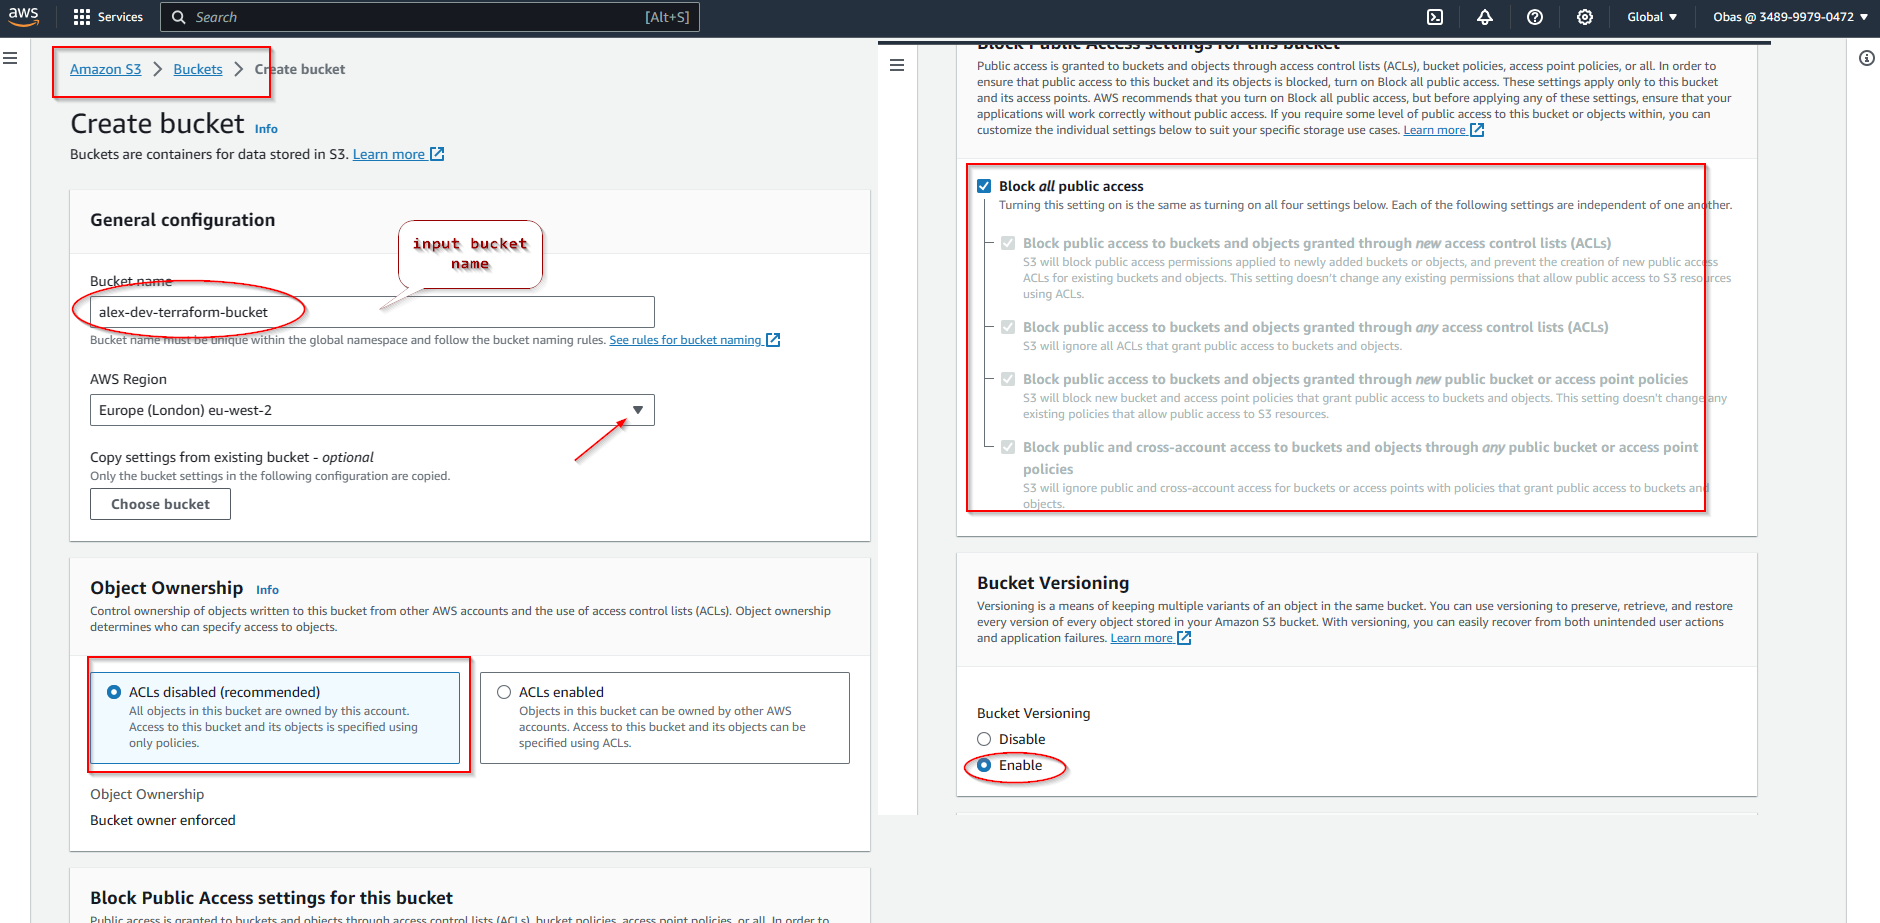 aws
Services
Search
[Alt+S]
Global
Obas @ 3489-9979-0472
Amazon S3 > Buckets > Create bucket
Create bucket Info
Buckets are containers for data stored in S3. Learn more
General configuration
input bucket
name
Bucket name
alex-dev-terraform-bucket
Bucket name must be unique within the global namespace and follow the bucket naming rules. See rules for bucket naming
AWS Region
Europe (London) eu-west-2
Copy settings from existing bucket - optional
Only the bucket settings in the following configuration are copied.
Choose bucket
Object Ownership Info
Control ownership of objects written to this bucket from other AWS accounts and the use of access control lists (ACLs). Object ownership
determines who can specify access to objects.
ACLs disabled (recommended)
All objects in this bucket are owned by this account.
Access to this bucket and its objects is specified using
only policies.
ACLs enabled
Objects in this bucket can be owned by other AWS
accounts. Access to this bucket and its objects can be
specified using ACLs.
Object Ownership
Bucket owner enforced
Block Public Access settings for this bucket
Public access is granted to buckets and objects through access control lists (ACLs), bucket policies, access point policies, or all. In order to
Block Public Access settings for this bucket
Public access is granted to buckets and objects through access control lists (ACLs), bucket policies, access point policies, or all. In order to
ensure that public access to this bucket and its objects is blocked, turn on Block all public access. These settings apply only to this bucket
and its access points. AWS recommends that you turn on Block all public access, but before applying any of these settings, ensure that your
applications will work correctly without public access. If you require some level of public access to this bucket or objects within, you can
customize the individual settings below to suit your specific storage use cases. Learn more
Block all public access
Turning this setting on is the same as turning on all four settings below. Each of the following settings are independent of one another.
Block public access to buckets and objects granted through new access control lists (ACLs)
S3 will block public access permissions applied to newly added buckets or objects, and prevent the creation of new public access
ACLs for existing buckets and objects. This setting doesn't change any existing permissions that allow public access to S3 resources
using ACLs.
Block public access to buckets and objects granted through any access control lists (ACLs)
S3 will ignore all ACLs that grant public access to buckets and objects.
Block public access to buckets and objects granted through new public bucket or access point policies
S3 will block new bucket and access point policies that grant public access to buckets and objects. This setting doesn't change any
existing policies that allow public access to S3 resources.
Block public and cross-account access to buckets and objects through any public bucket or access point
policies
S3 will ignore public and cross-account access for buckets or access points with policies that grant public access to buckets and
objects.
Bucket Versioning
Versioning is a means of keeping multiple variants of an object in the same bucket. You can use versioning to preserve, retrieve, and restore
every version of every object stored in your Amazon S3 bucket. With versioning, you can easily recover from both unintended user actions
and application failures. Learn more
Bucket Versioning
Disable
Enable